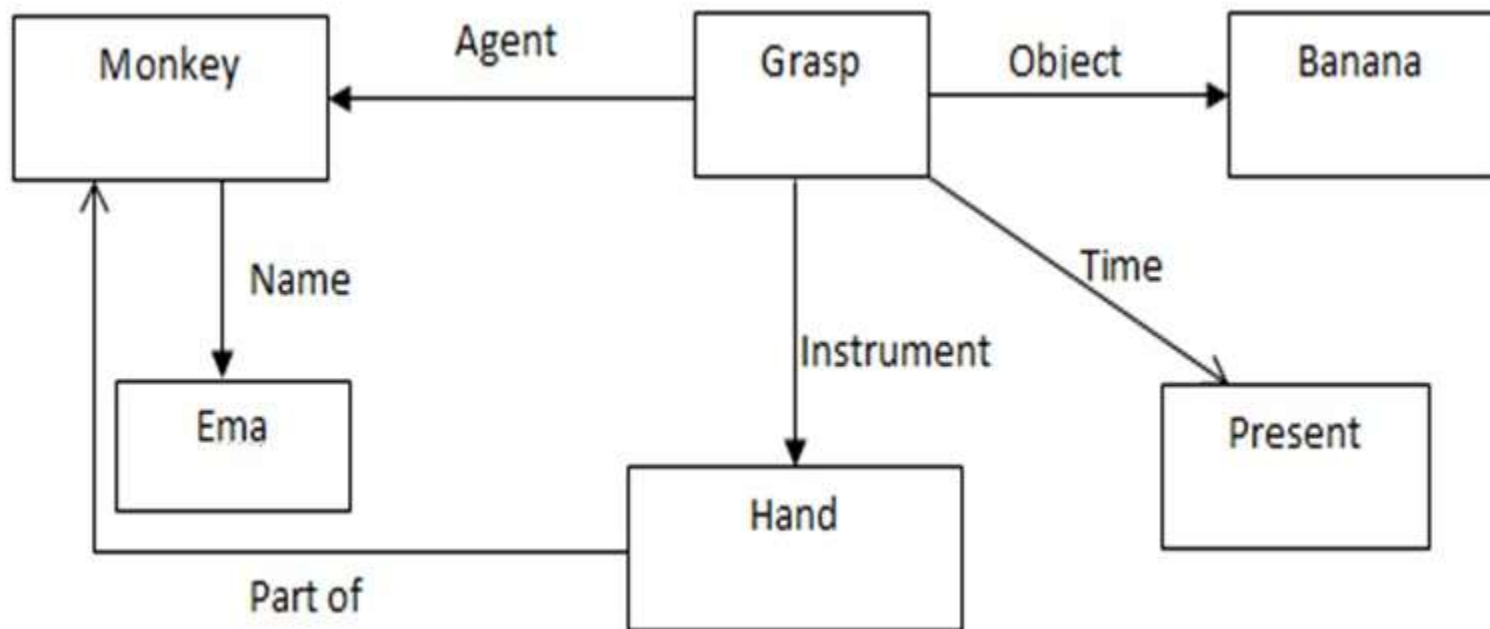 Monkey
Agent
Grasp
Object
Banana
Name
Time
Instrument
Ema
Present
Hand
Part of